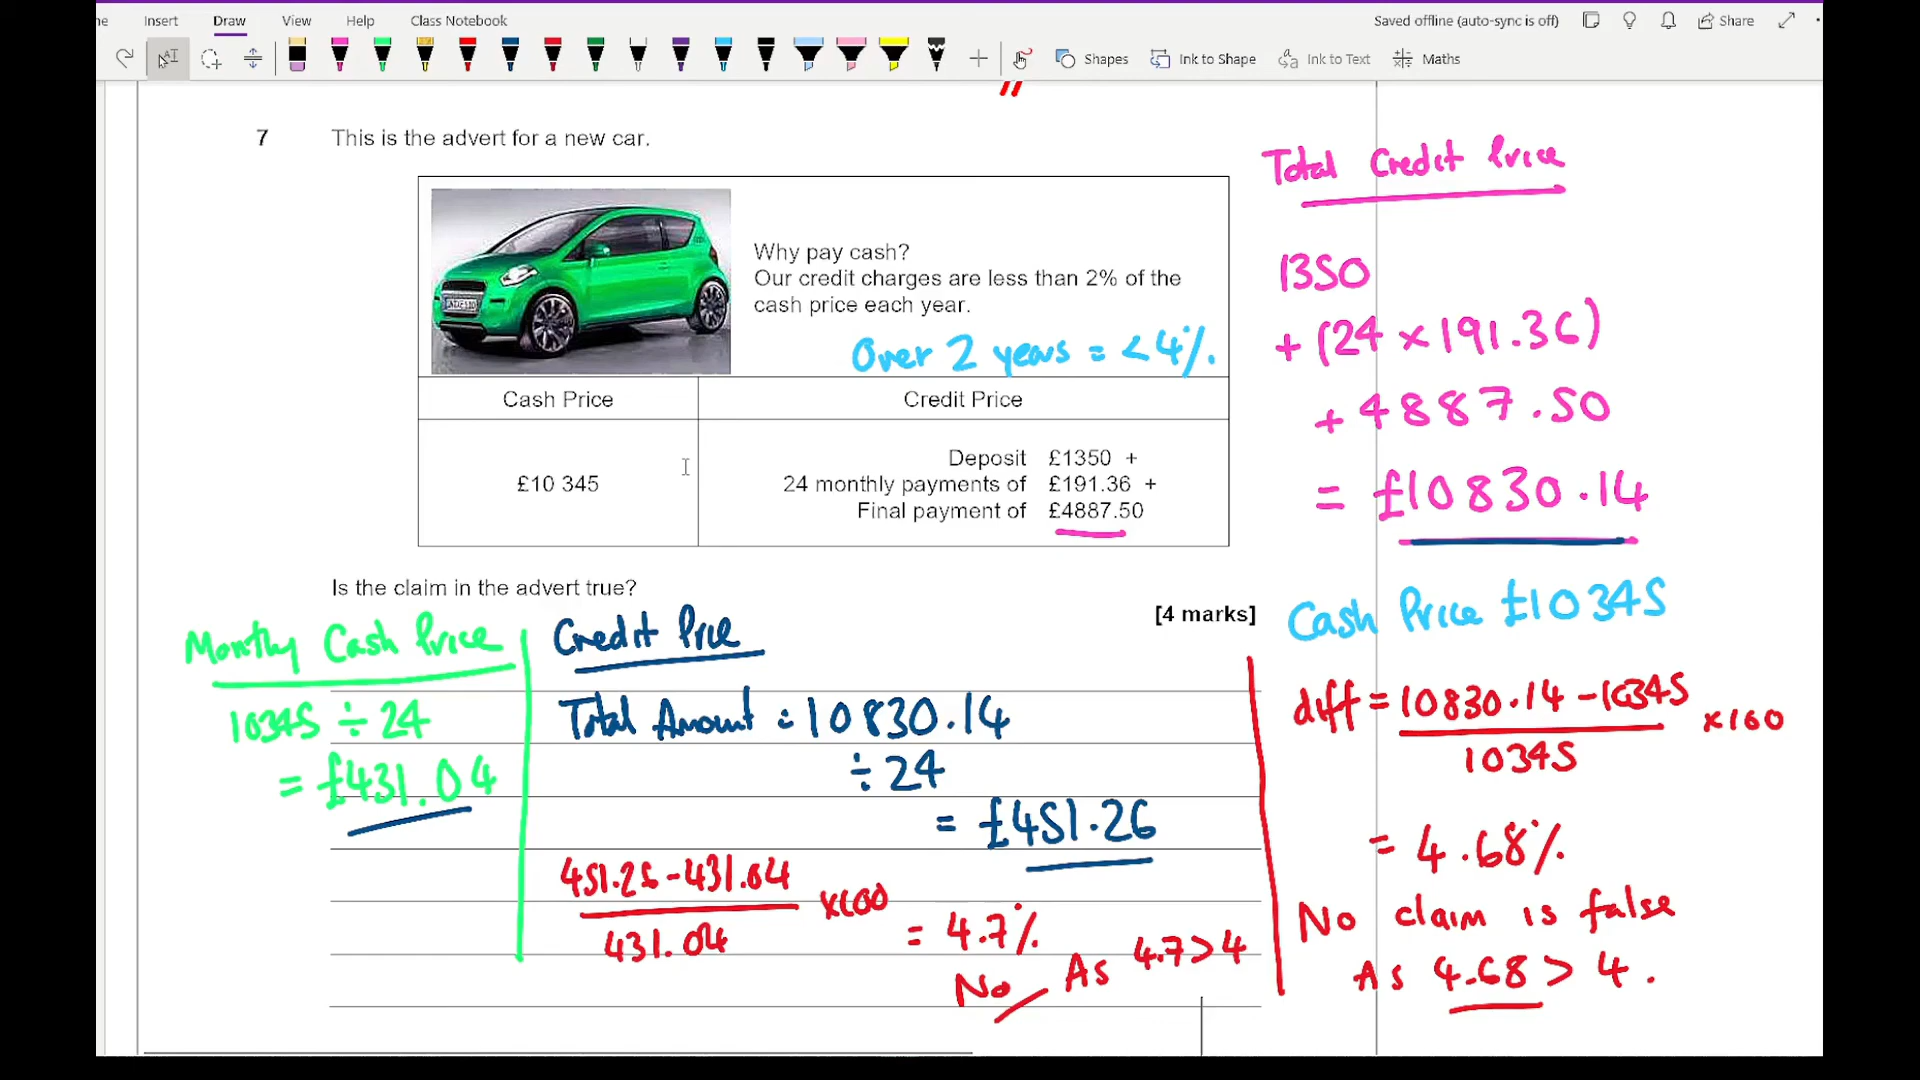 Insert Draw View Help Class Notebook Saved offline (auto-sync is off) Share
Shapes Ink to Shape Ink to Text Maths
7 This is the advert for a new car.
Why pay cash?
Our credit charges are less than 2% of the
cash price each year.
Over 2 years = < 4%.
Cash Price Credit Price
£10 345
Deposit £1350 +
24 monthly payments of £191.36 +
Final payment of £4887.50
Is the claim in the advert true?
[4 marks]
Total Credit Price
1350
+ (24 × 191.36)
+ 4887.50
= £10830.14
Cash Price £10345
Montly Cash Price
10345 ÷ 24
= £431.04
Credit Price
Total Amount = 10830.14
÷ 24
= £451.26
451.26 - 431.04
431.04
×100
= 4.7%
No As 4.7 > 4
diff = 10830.14 - 10345
10345
×100
= 4.68%
No claim is false
As 4.68 > 4.